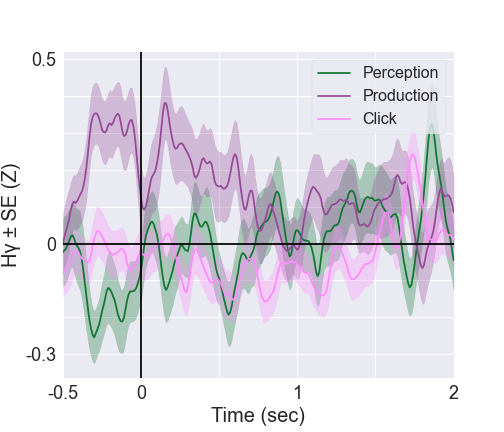 0.5
Perception
Production
Click
Hγ ± SE (Z)
0
-0.3
-0.5
0
1
2
Time (sec)